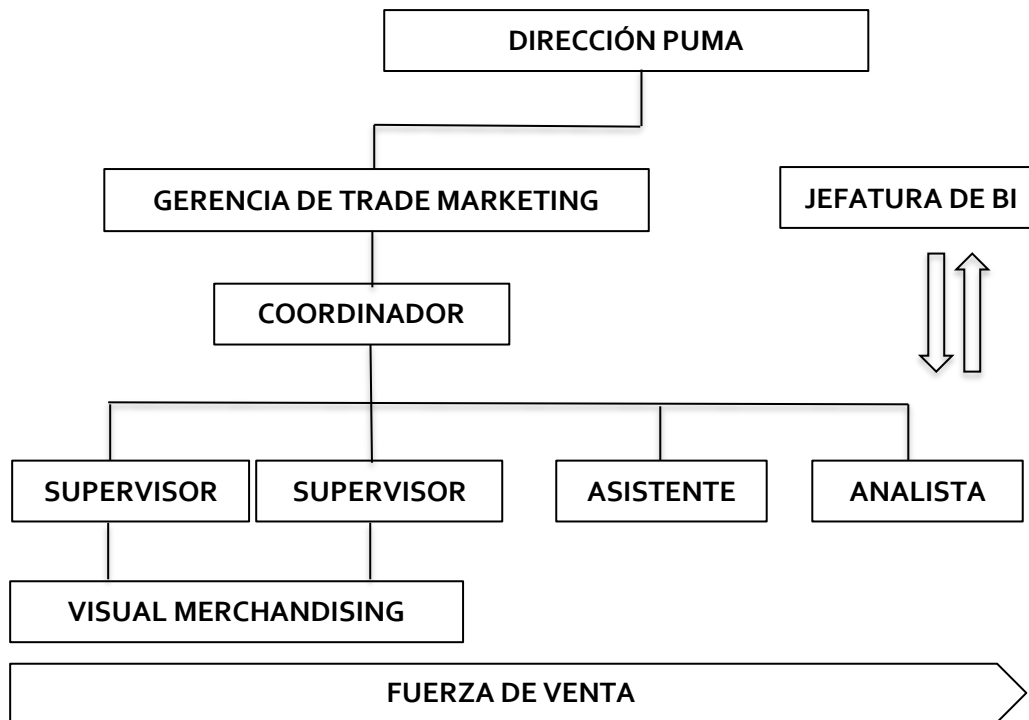 DIRECCIÓN PUMA
GERENCIA DE TRADE MARKETING
JEFATURA DE BI
COORDINADOR
SUPERVISOR
SUPERVISOR
ASISTENTE
ANALISTA
VISUAL MERCHANDISING
FUERZA DE VENTA